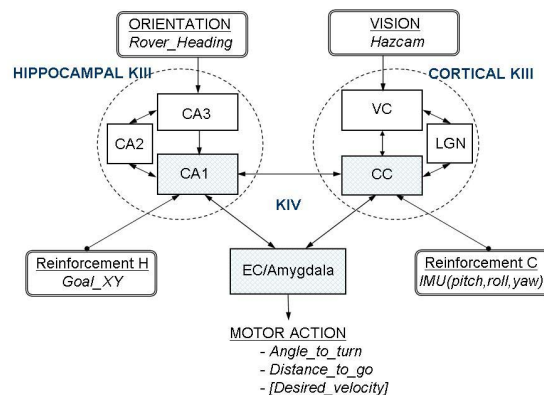 ORIENTATION
Rover_Heading
VISION
Hazcam
HIPPOCAMPAL KIII
CORTICAL KIII
CA3
CA2
CA1
VC
LGN
CC
KIV
Reinforcement H
Goal_XY
EC/Amygdala
Reinforcement C
IMU(pitch,roll,yaw)
MOTOR ACTION
- Angle_to_turn
- Distance_to_go
- [Desired_velocity]